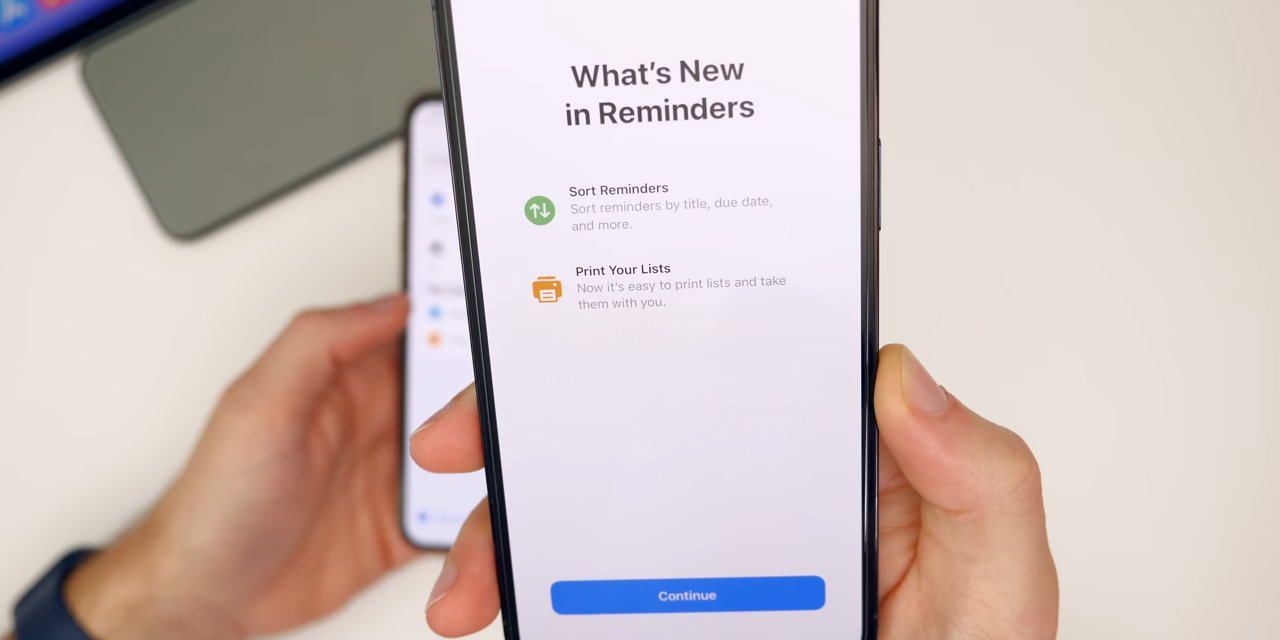 What's New
in Reminders
Sort Reminders
Sort reminders by title, due date,
and more.
Print Your Lists
Now it's easy to print lists and take
them with you.
Continue